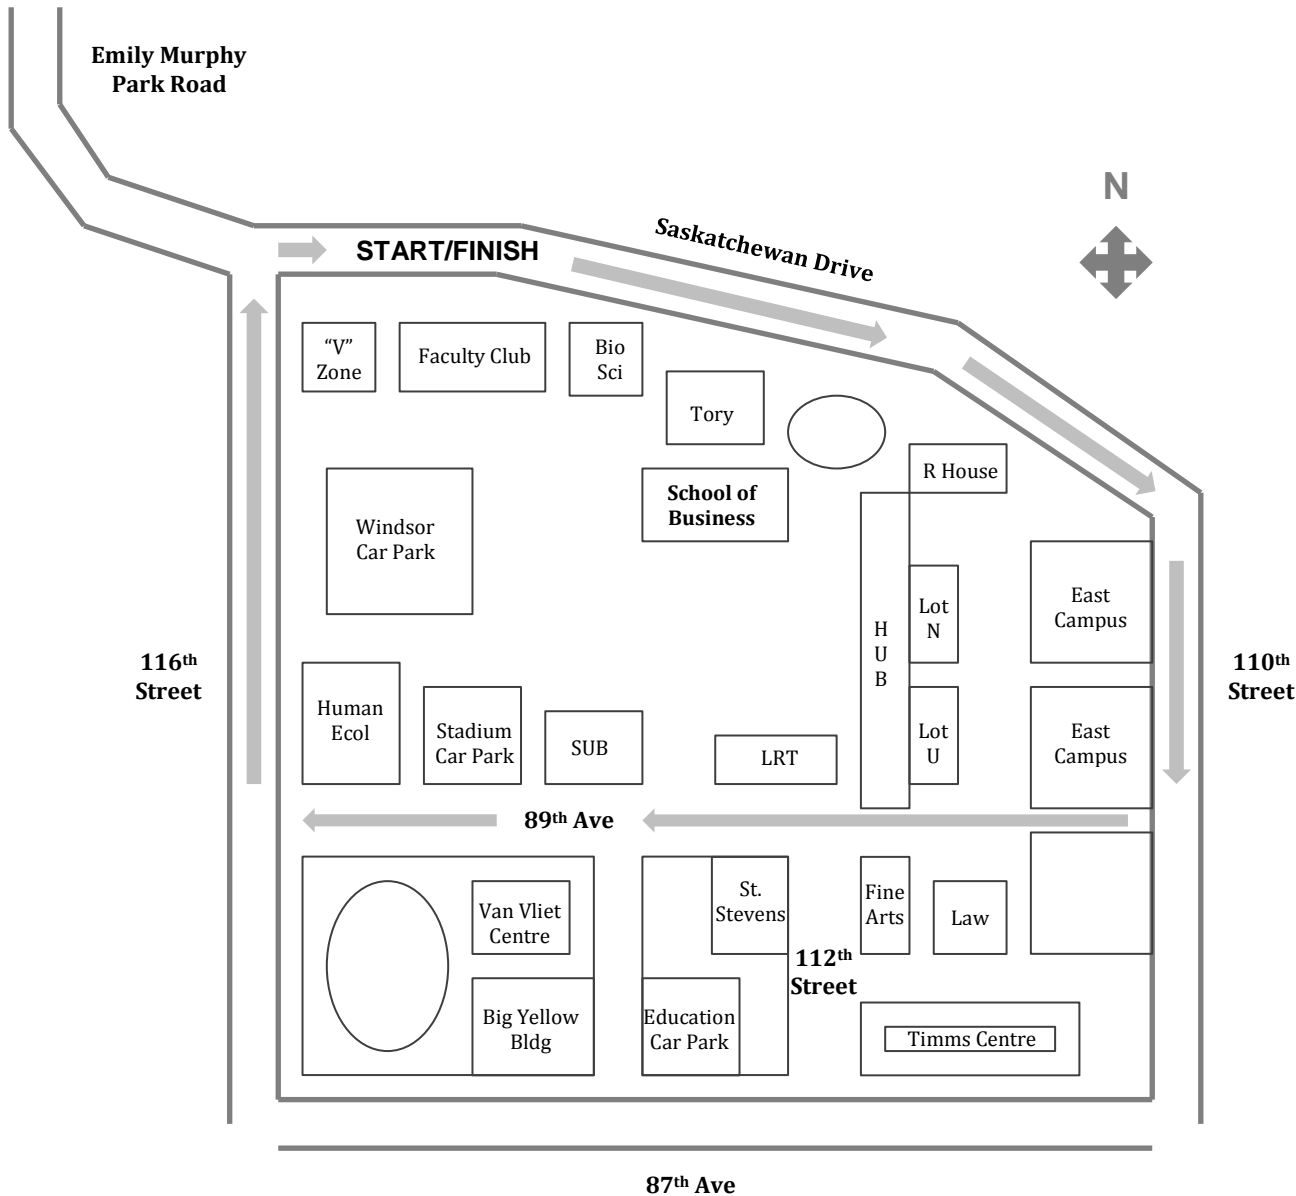 Emily Murphy
Park Road
N
Saskatchewan Drive
START/FINISH
“V”
Zone
Faculty Club
Bio
Sci
Tory
R House
School of
Business
Windsor
Car Park
Lot
N
East
Campus
H
U
B
116th
Street
110th
Street
Human
Ecol
Stadium
Car Park
SUB
LRT
Lot
U
East
Campus
89th Ave
St.
Stevens
Fine
Arts
Law
Van Vliet
Centre
112th
Street
Big Yellow
Bldg
Education
Car Park
Timms Centre
87th Ave